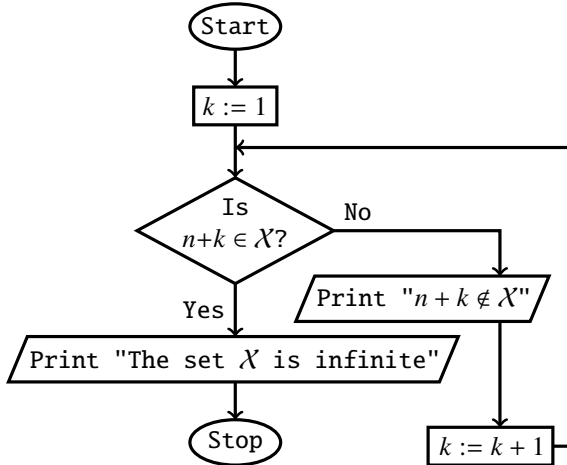 Start
k := 1
Is
n+k ∈ 𝒳?
No
Print "n + k ∉ 𝒳"
Yes
Print "The set 𝒳 is infinite"
Stop
k := k + 1